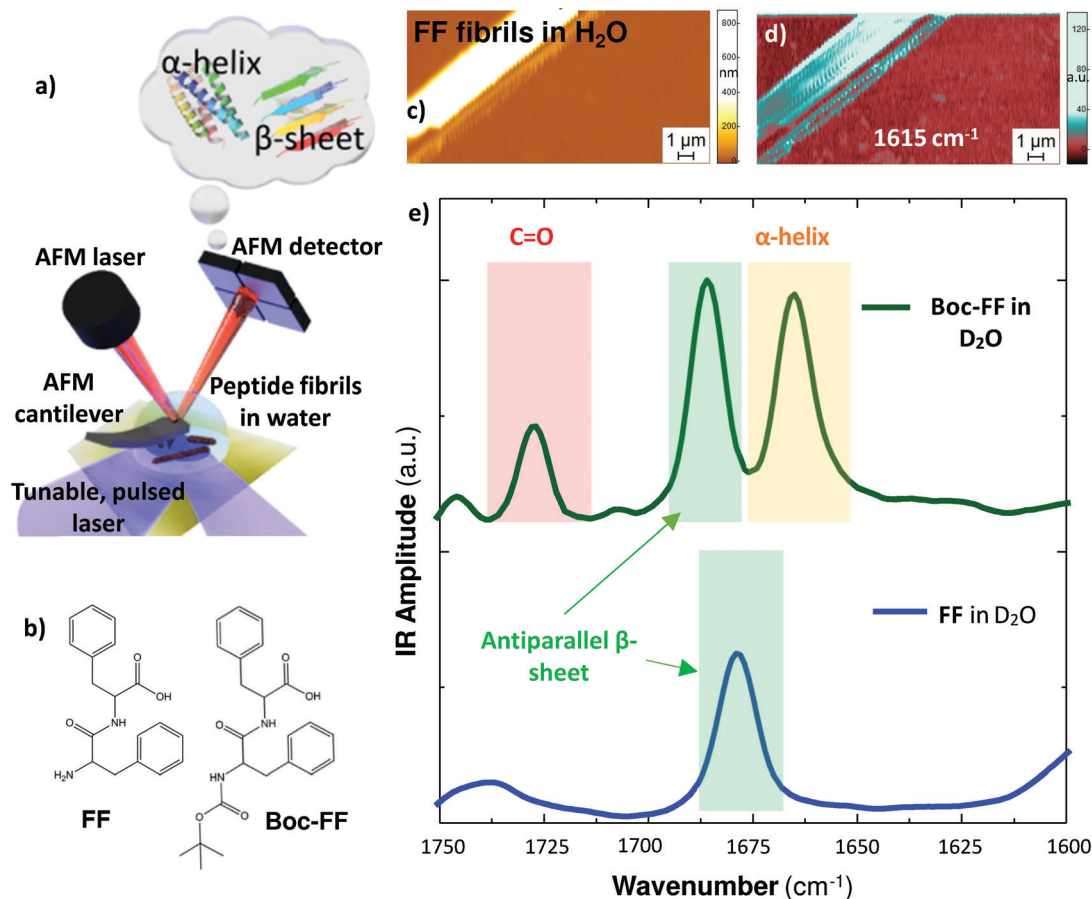 a)
α-helix
β-sheet
AFM laser
AFM detector
AFM
cantilever
Peptide fibrils
in water
Tunable, pulsed
laser
b)
O
OH
O
NH
H₂N
FF
O
OH
O
NH
NH
O
O
Boc-FF
FF fibrils in H₂O
c)
1 µm
800
nm
600
400
200
0
d)
1615 cm⁻¹
1 µm
120
a.u.
80
40
0
e)
C=O
α-helix
Boc-FF in
D₂O
Antiparallel β-
sheet
FF in D₂O
IR Amplitude (a.u.)
1750
1725
1700
1675
1650
1625
1600
Wavenumber (cm⁻¹)